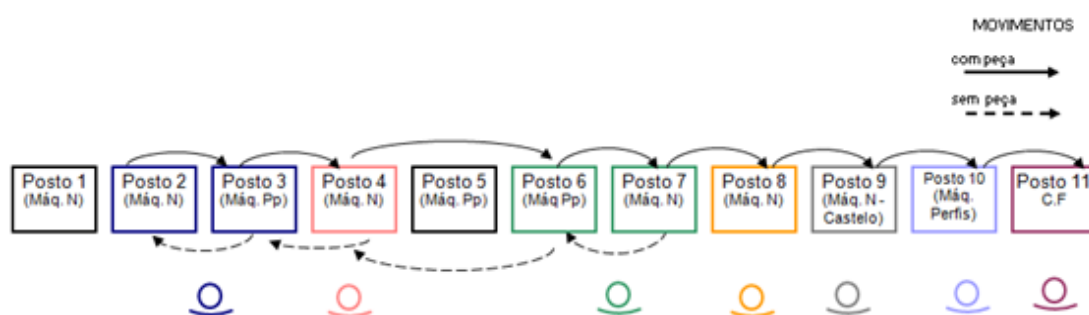 MOVIMENTOS
com peça
sem peça
Posto 1
(Máq. N)
Posto 2
(Máq. N)
Posto 3
(Máq. Pp)
Posto 4
(Máq. N)
Posto 5
(Máq. Pp)
Posto 6
(Máq Pp)
Posto 7
(Máq. N)
Posto 8
(Máq. N)
Posto 9
(Máq. N -
Castelo)
Posto 10
(Máq.
Perfis)
Posto 11
C.F